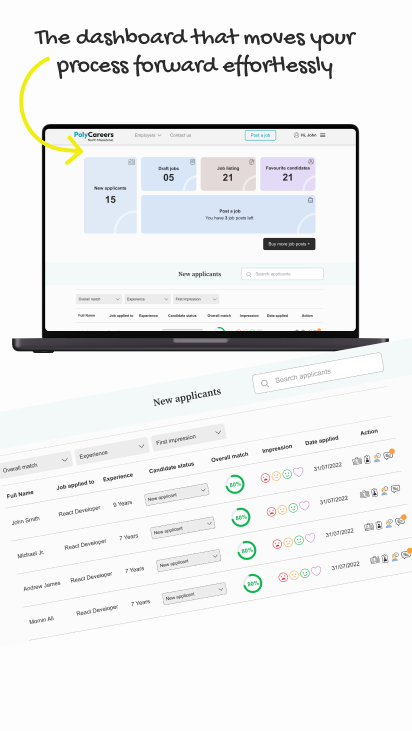 The dashboard that moves your
process forward effortlessly
PolyCareers
Employers
Contact us
Post a job
Hi, John
New applicants
15
Draft jobs
05
Job listing
21
Favourite candidates
21
Post a job
You have 3 job posts left
Buy more job posts +
New applicants
Search applicants
Overall match
Experience
First impression
Full Name Job applied to Experience Candidate status Overall match Impression Date applied Action
New applicants
Search applicants
Overall match
Experience
First impression
Full Name Job applied to Experience Candidate status Overall match Impression Date applied Action
John Smith React Developer 9 Years New applicant 80% 31/07/2022
Michael Jr. React Developer 7 Years New applicant 80% 31/07/2022
Andrew James React Developer 7 Years New applicant 80% 31/07/2022
Momin Ali React Developer 7 Years New applicant 80% 31/07/2022